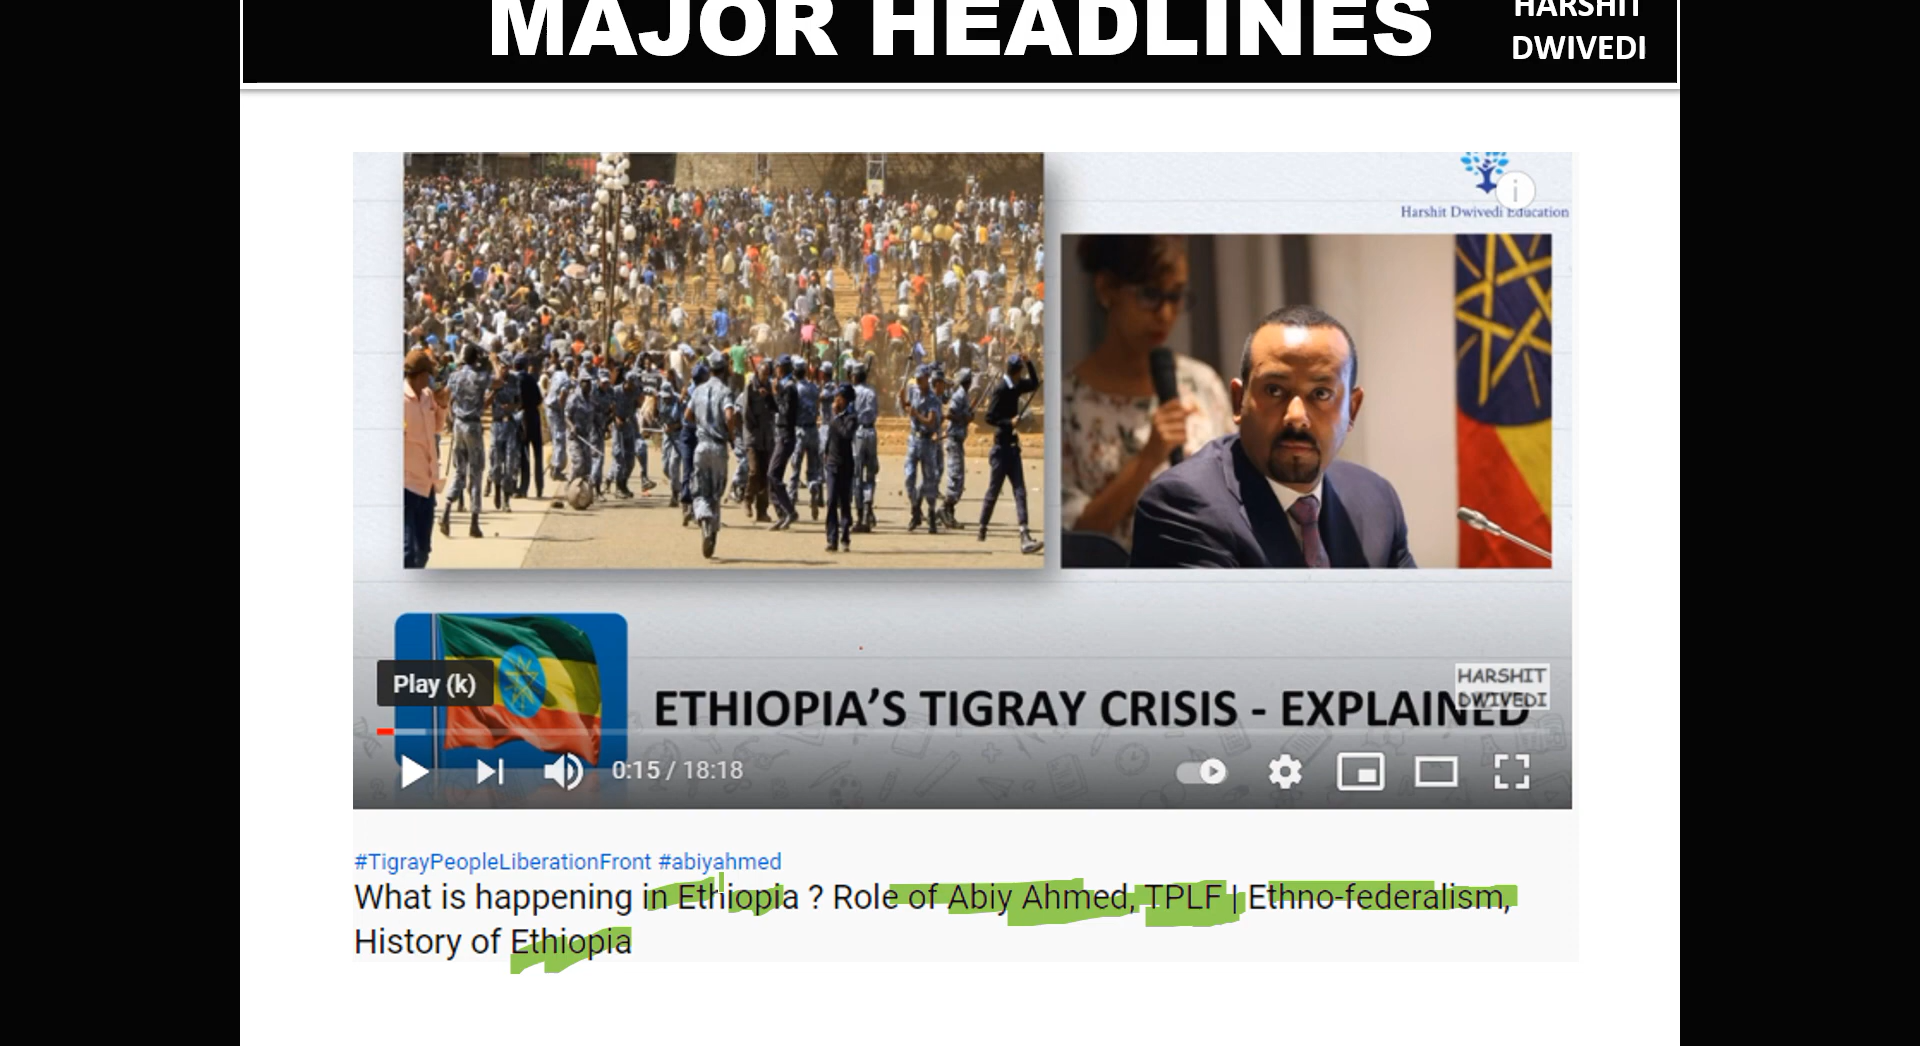 MAJOR HEADLINES
HARSHIT
DWIVEDI
Harshit Dwivedi Education
Play (k)
ETHIOPIA'S TIGRAY CRISIS - EXPLAINED
HARSHIT
DWIVEDI
0:15 / 18:18
#TigrayPeopleLiberationFront #abiyahmed
What is happening in Ethiopia ? Role of Abiy Ahmed, TPLF | Ethno-federalism,
History of Ethiopia